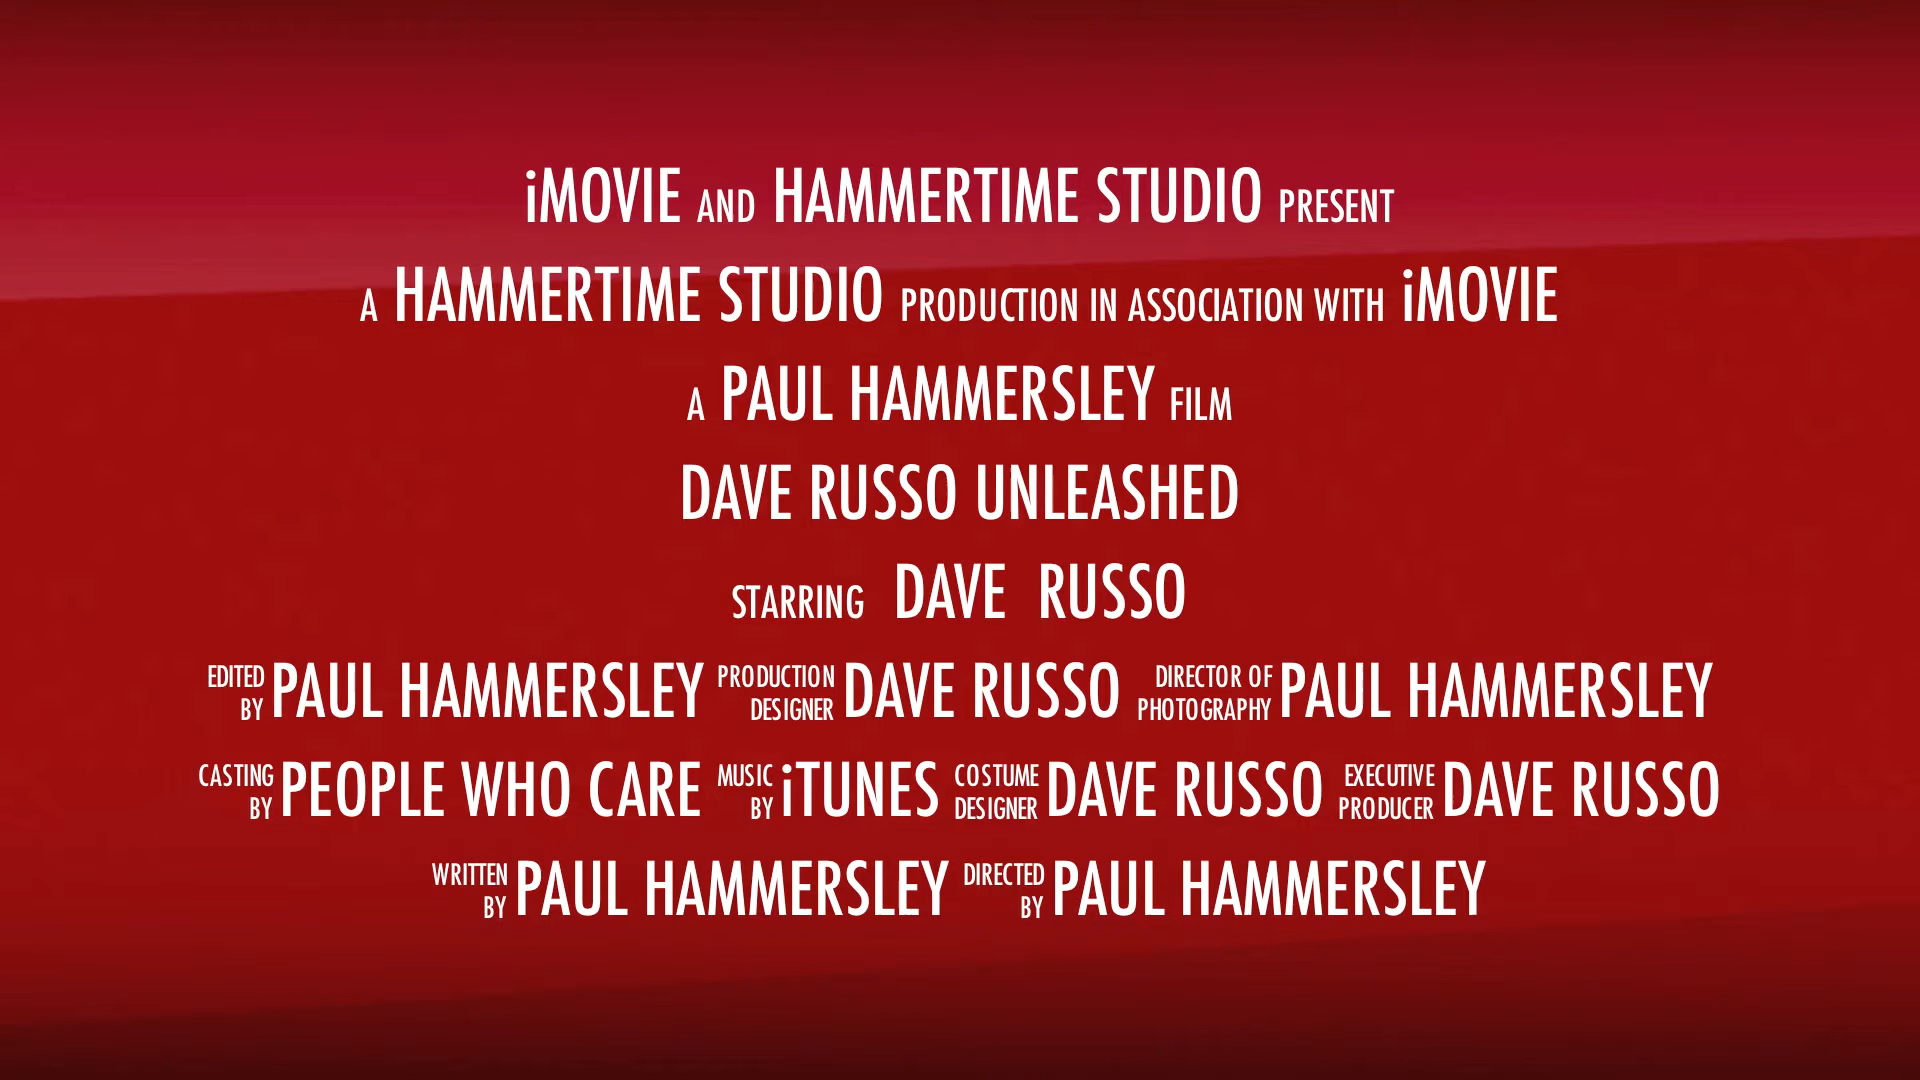 iMOVIE AND HAMMERTIME STUDIO PRESENT
A HAMMERTIME STUDIO PRODUCTION IN ASSOCIATION WITH iMOVIE
A PAUL HAMMERSLEY FILM
DAVE RUSSO UNLEASHED
STARRING DAVE RUSSO
EDITED BY PAUL HAMMERSLEY PRODUCTION DESIGNER DAVE RUSSO DIRECTOR OF PHOTOGRAPHY PAUL HAMMERSLEY
CASTING BY PEOPLE WHO CARE MUSIC BY iTUNES COSTUME DESIGNER DAVE RUSSO EXECUTIVE PRODUCER DAVE RUSSO
WRITTEN BY PAUL HAMMERSLEY DIRECTED BY PAUL HAMMERSLEY